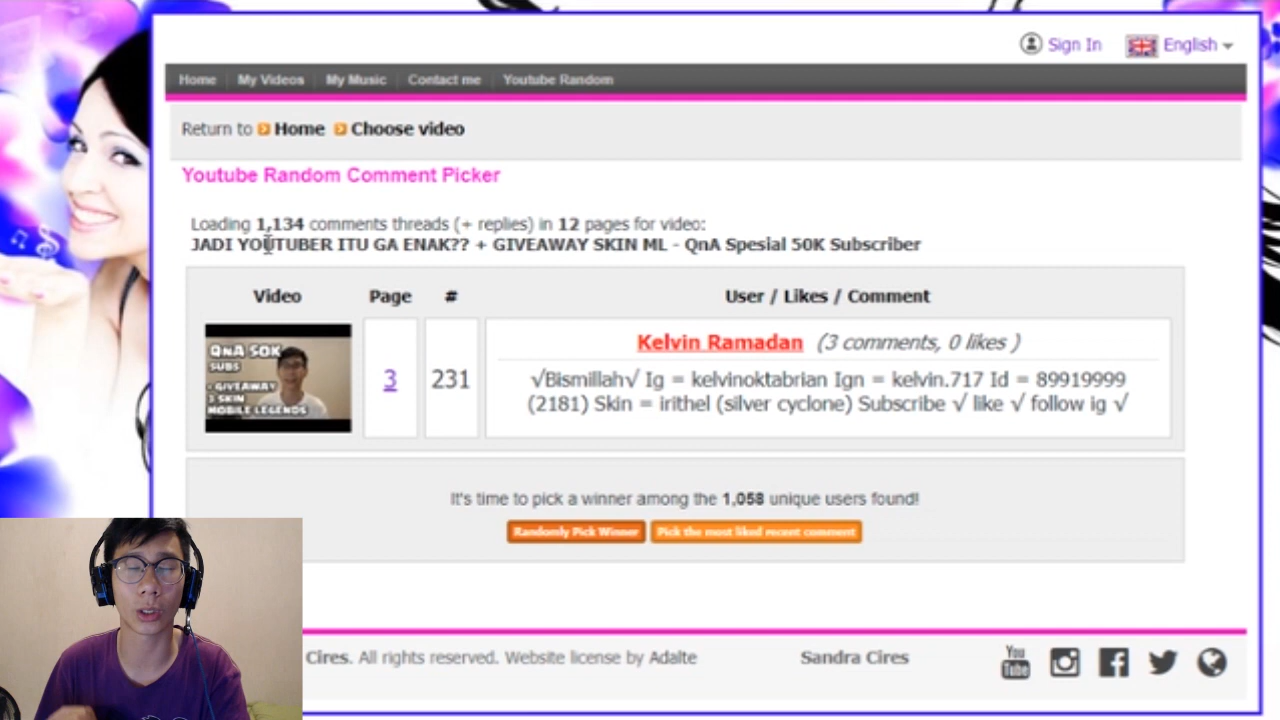 Sign In English
Home My Videos My Music Contact me Youtube Random
Return to Home Choose video
Youtube Random Comment Picker
Loading 1,134 comments threads (+ replies) in 12 pages for video:
JADI YOUTUBER ITU GA ENAK?? + GIVEAWAY SKIN ML - QnA Spesial 50K Subscriber
Video Page # User / Likes / Comment
QNA 50K
SUBS
+ GIVEAWAY
3 SKIN
MOBILE LEGENDS
3
231
Kelvin Ramadan (3 comments, 0 likes )
√Bismillah√ Ig = kelvinoktabrian Ign = kelvin.717 Id = 89919999
(2181) Skin = irithel (silver cyclone) Subscribe √ like √ follow ig √
It's time to pick a winner among the 1,058 unique users found!
Randomly Pick Winner Pick the most liked recent comment
Cires. All rights reserved. Website license by Adalte Sandra Cires
You
Tube